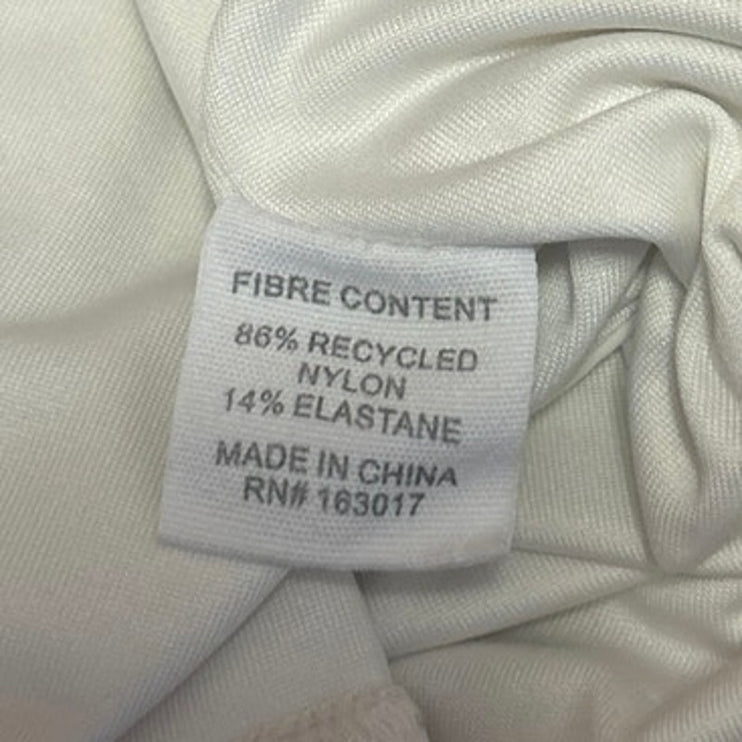 FIBRE CONTENT
86% RECYCLED
NYLON
14% ELASTANE
MADE IN CHINA
RN# 163017